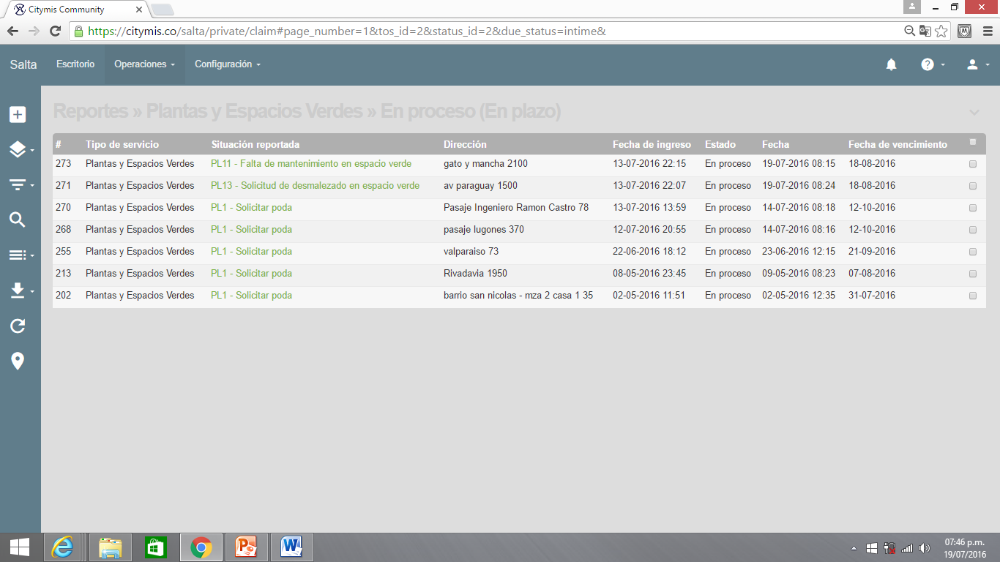 Citymis Community
https://citymis.co/salta/private/claim#page_number=1&tos_id=2&status_id=2&due_status=intime&
Salta Escritorio Operaciones Configuración
Reportes » Plantas y Espacios Verdes » En proceso (En plazo)
# Tipo de servicio Situación reportada Dirección Fecha de ingreso Estado Fecha Fecha de vencimiento
273 Plantas y Espacios Verdes PL11 - Falta de mantenimiento en espacio verde gato y mancha 2100 13-07-2016 22:15 En proceso 19-07-2016 08:15 18-08-2016
271 Plantas y Espacios Verdes PL13 - Solicitud de desmalezado en espacio verde av paraguay 1500 13-07-2016 22:07 En proceso 19-07-2016 08:24 18-08-2016
270 Plantas y Espacios Verdes PL1 - Solicitar poda Pasaje Ingeniero Ramon Castro 78 13-07-2016 13:59 En proceso 14-07-2016 08:18 12-10-2016
268 Plantas y Espacios Verdes PL1 - Solicitar poda pasaje lugones 370 12-07-2016 20:55 En proceso 14-07-2016 08:16 12-10-2016
255 Plantas y Espacios Verdes PL1 - Solicitar poda valparaiso 73 22-06-2016 18:12 En proceso 23-06-2016 12:15 21-09-2016
213 Plantas y Espacios Verdes PL1 - Solicitar poda Rivadavia 1950 08-05-2016 23:45 En proceso 09-05-2016 08:23 07-08-2016
202 Plantas y Espacios Verdes PL1 - Solicitar poda barrio san nicolas - mza 2 casa 1 35 02-05-2016 11:51 En proceso 02-05-2016 12:35 31-07-2016
07:46 p.m.
19/07/2016